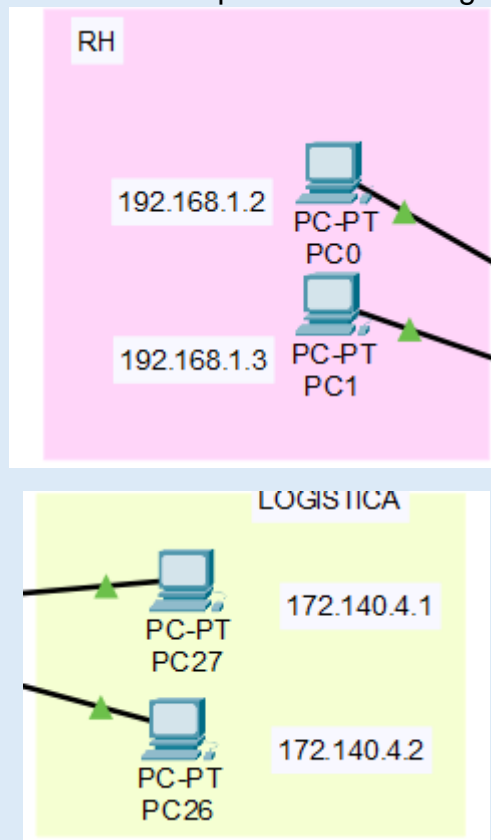 RH
192.168.1.2
PC-PT
PC0
192.168.1.3
PC-PT
PC1
LOGISTICA
172.140.4.1
PC-PT
PC27
172.140.4.2
PC-PT
PC26